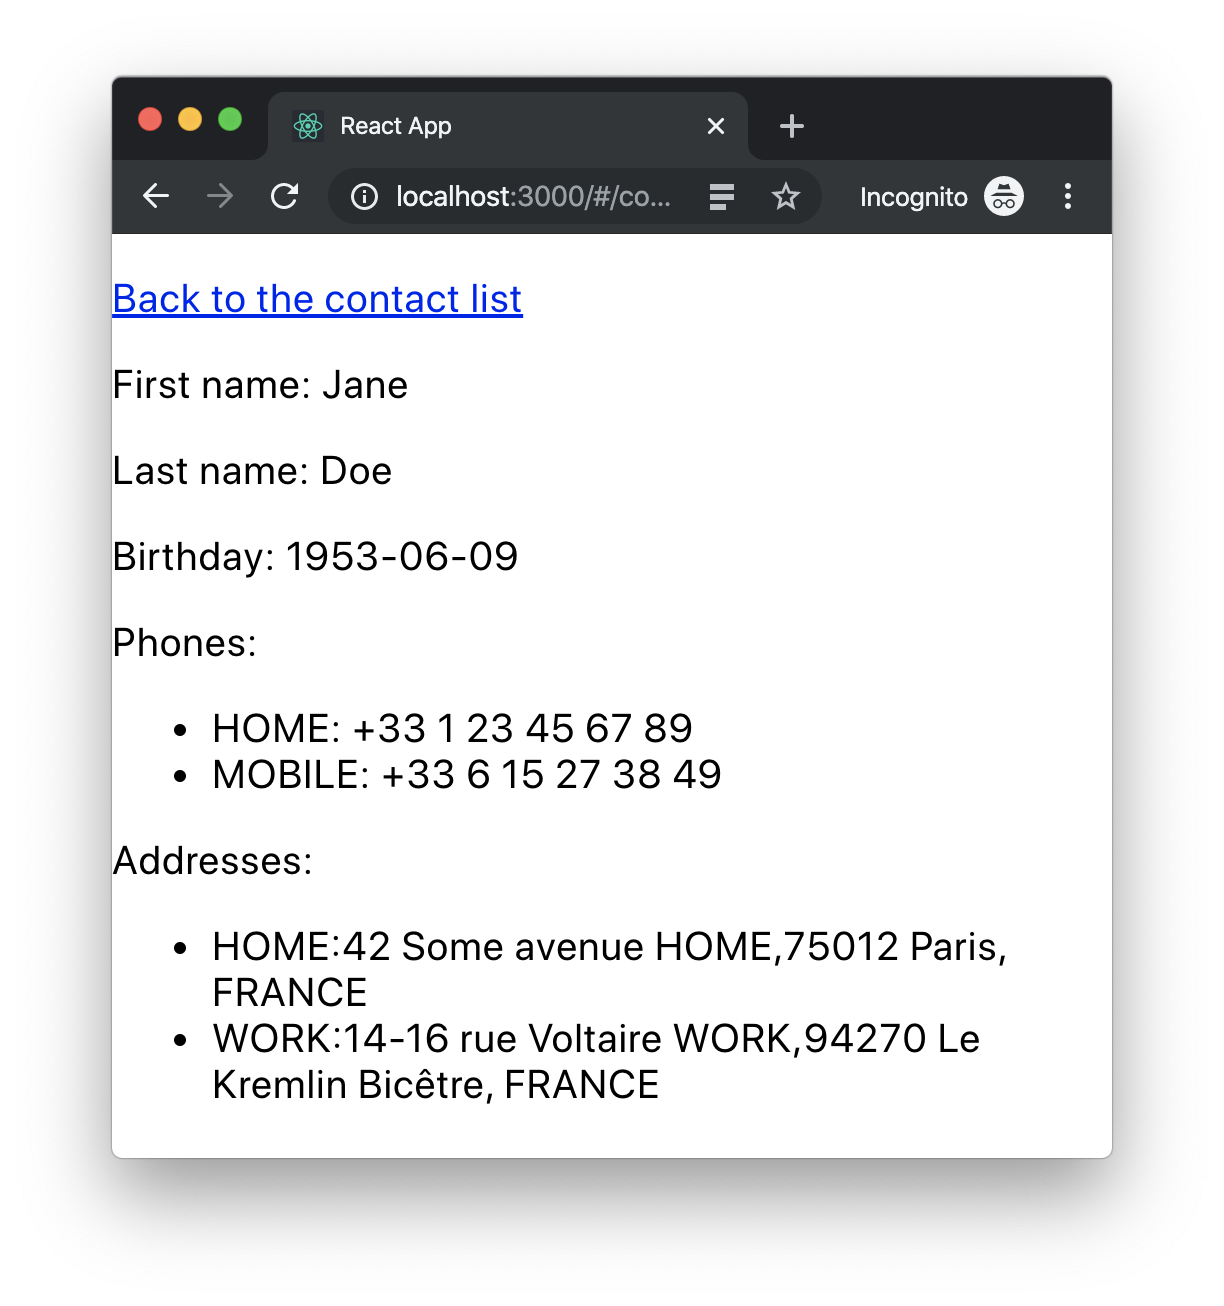 React App
localhost:3000/#/co...
Incognito
Back to the contact list
First name: Jane
Last name: Doe
Birthday: 1953-06-09
Phones:
• HOME: +33 1 23 45 67 89
• MOBILE: +33 6 15 27 38 49
Addresses:
• HOME:42 Some avenue HOME,75012 Paris,
FRANCE
• WORK:14-16 rue Voltaire WORK,94270 Le
Kremlin Bicêtre, FRANCE